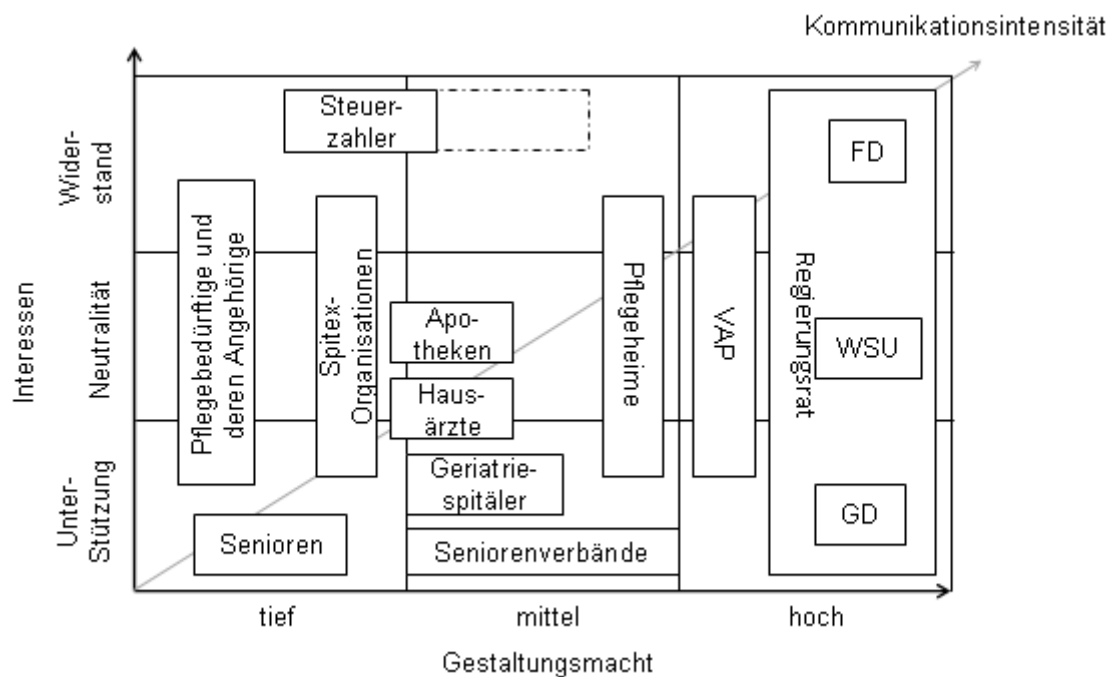 Kommunikationsintensität
Interessen
Wider-
stand
Neutralität
Unter-
Stützung
Steuer-
zahler
FD
Pflegebedürftige und
deren Angehörige
Spitex-
Organisationen
Apo-
theken
Haus-
ärzte
Pflegeheime
VAP
Regierungsrat
WSU
Geriatrie-
spitäler
GD
Senioren
Seniorenverbände
tief
mittel
hoch
Gestaltungsmacht